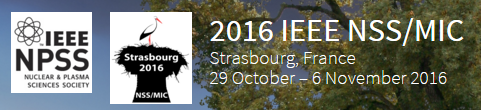 IEEE
NPSS
NUCLEAR & PLASMA
SCIENCES SOCIETY
Strasbourg
2016
NSS/MIC
2016 IEEE NSS/MIC
Strasbourg, France
29 October – 6 November 2016